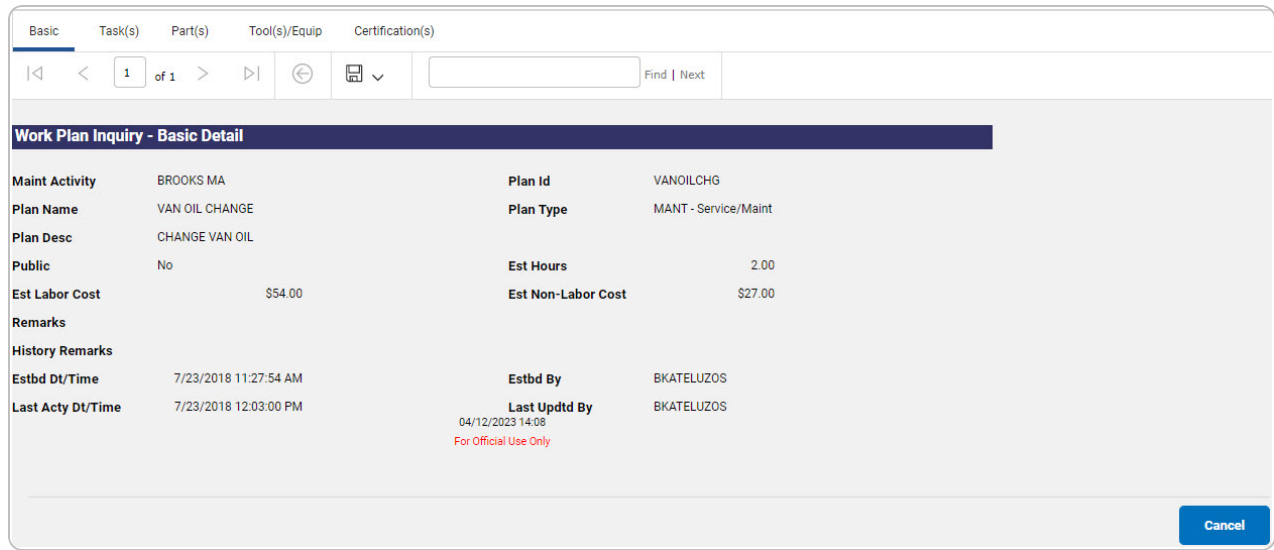 Basic Task(s) Part(s) Tool(s)/Equip Certification(s)
1 of 1 Find | Next
Work Plan Inquiry - Basic Detail
Maint Activity BROOKS MA Plan Id VANOILCHG
Plan Name VAN OIL CHANGE Plan Type MANT - Service/Maint
Plan Desc CHANGE VAN OIL
Public No Est Hours 2.00
Est Labor Cost $54.00 Est Non-Labor Cost $27.00
Remarks
History Remarks
Estbd Dt/Time 7/23/2018 11:27:54 AM Estbd By BKATELUZOS
Last Acty Dt/Time 7/23/2018 12:03:00 PM Last Updtd By BKATELUZOS
04/12/2023 14:08
For Official Use Only
Cancel